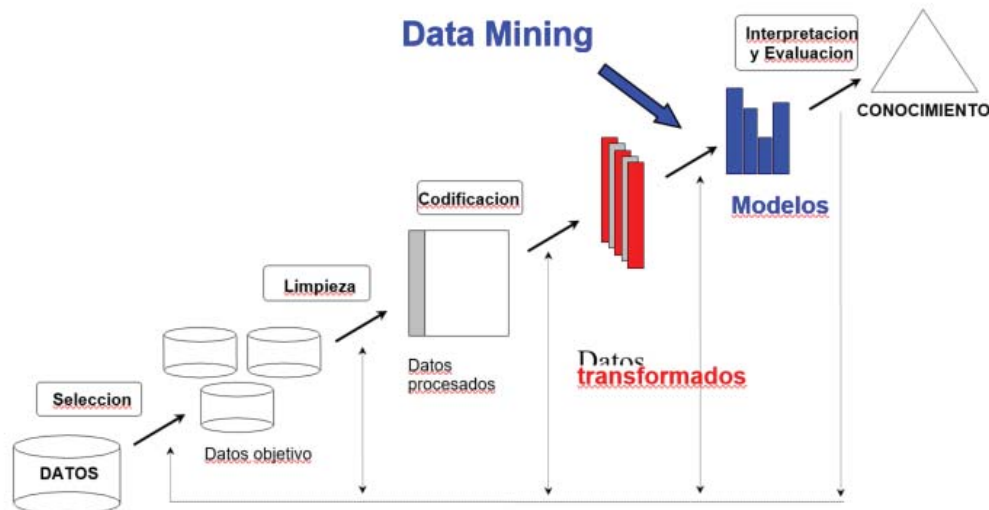 Data Mining
Interpretacion
y Evaluacion
CONOCIMIENTO
Codificacion
Modelos
Limpieza
Datos
procesados
Datos
transformados
Seleccion
Datos objetivo
DATOS